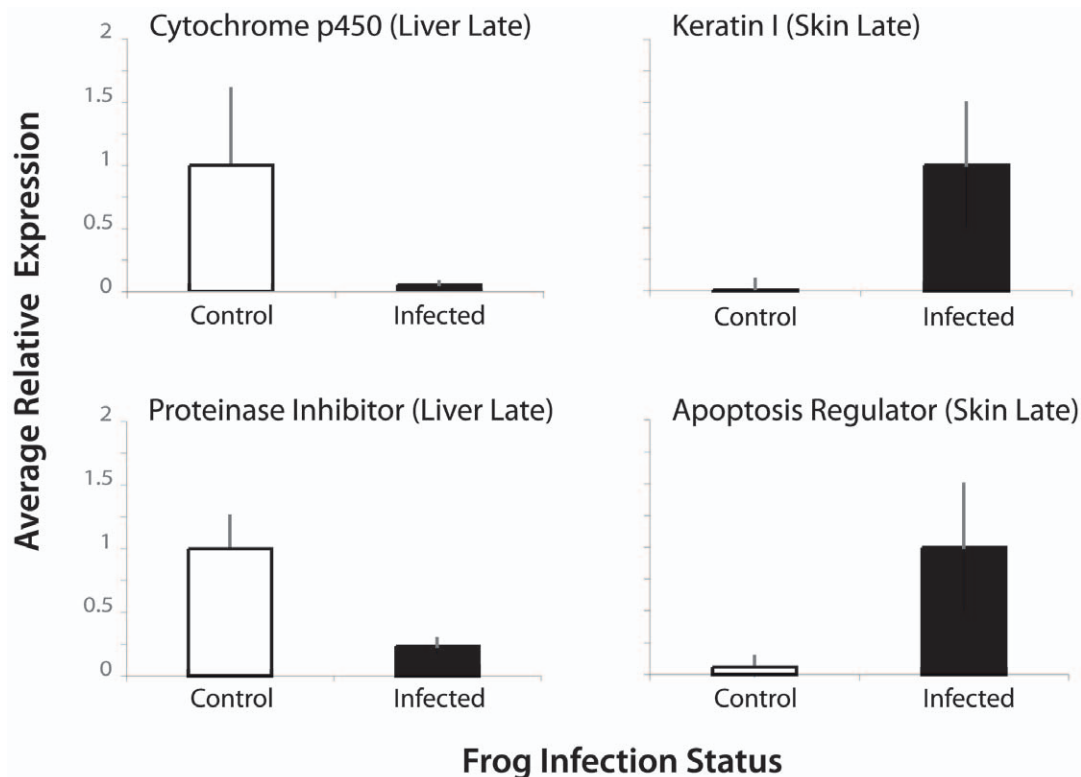 Average Relative Expression
Cytochrome p450 (Liver Late)
2
1.5
1
0.5
0
Control
Infected
Keratin I (Skin Late)
Control
Infected
Proteinase Inhibitor (Liver Late)
2
1.5
1
0.5
0
Control
Infected
Apoptosis Regulator (Skin Late)
Control
Infected
Frog Infection Status